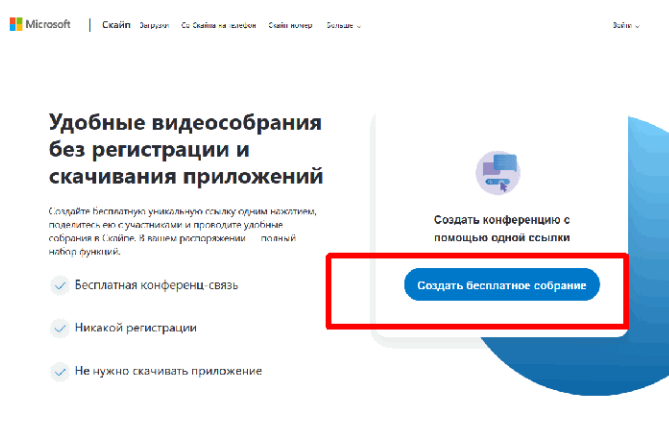 Microsoft | Скайп Загрузки Со Скайпа на телефон Скайп номер Больше Войти
Удобные видеособрания
без регистрации и
скачивания приложений
Создайте бесплатную уникальную ссылку одним нажатием,
поделитесь ею с участниками и проводите удобные
собрания в Скайпе. В вашем распоряжении — полный
набор функций.
Бесплатная конференц-связь
Никакой регистрации
Не нужно скачивать приложение
Создать конференцию с
помощью одной ссылки
Создать бесплатное собрание